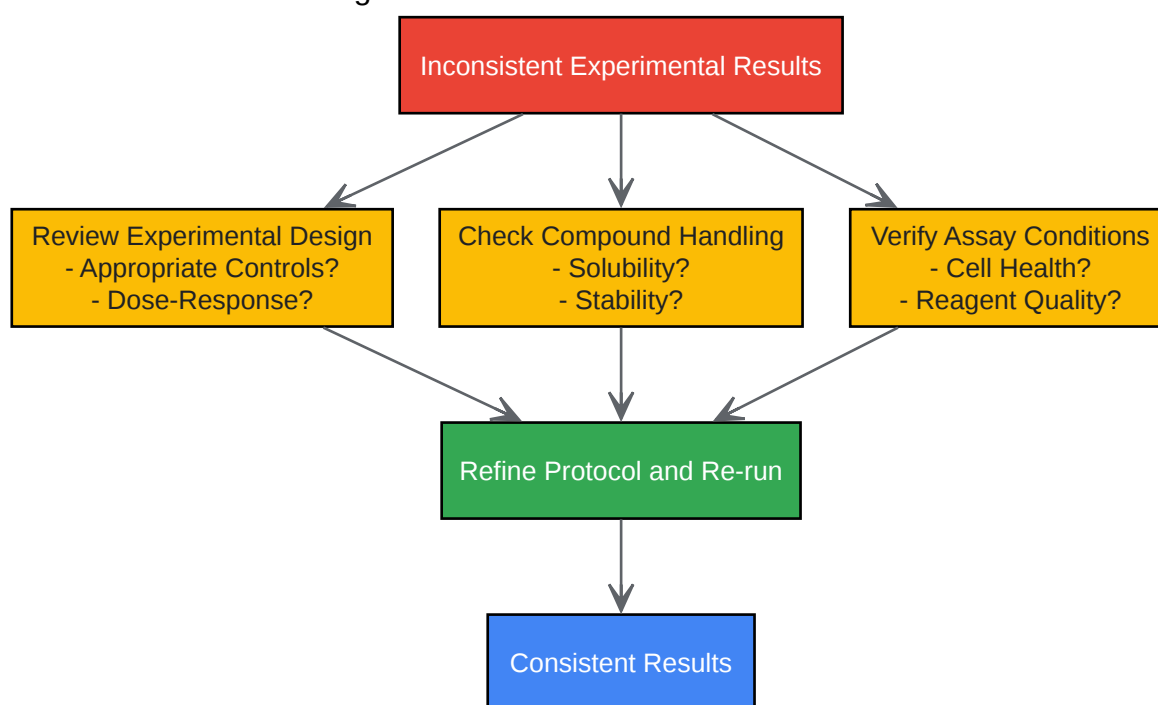 Inconsistent Experimental Results
Review Experimental Design
- Appropriate Controls?
- Dose-Response?
Check Compound Handling
- Solubility?
- Stability?
Verify Assay Conditions
- Cell Health?
- Reagent Quality?
Refine Protocol and Re-run
Consistent Results